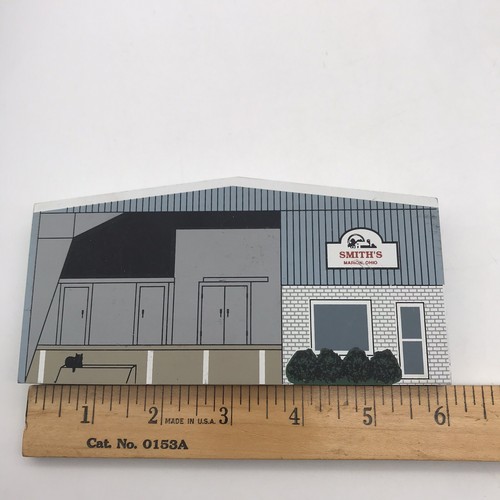 SMITH'S
MARION, OHIO
1 2 MADE IN U.S.A. 3 4 5 6
Cat. No. 0153A